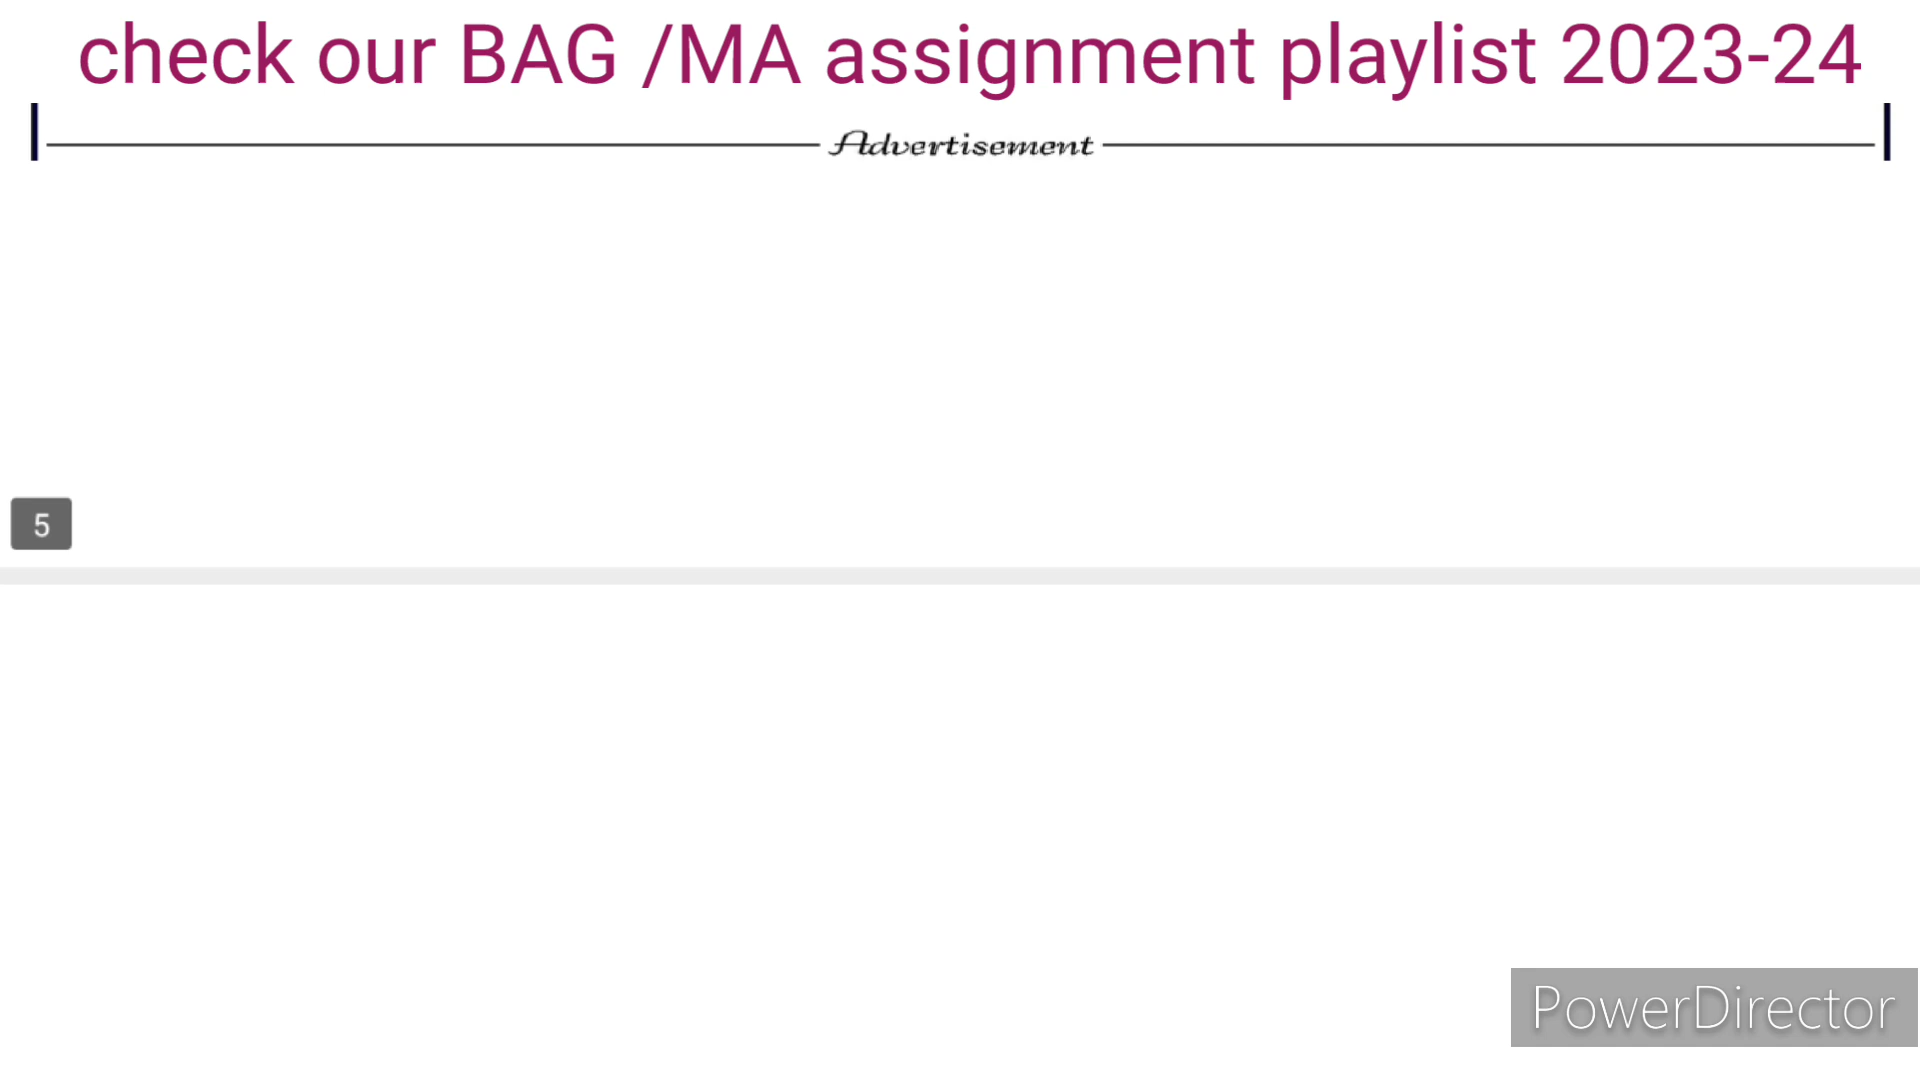 check our BAG /MA assignment playlist 2023-24
Advertisement
5
PowerDirector